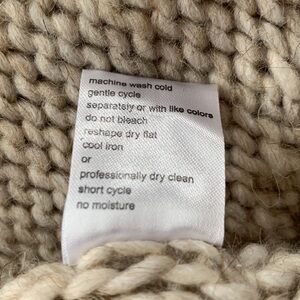 machine wash cold
gentle cycle
separately or with like colors
do not bleach
reshape dry flat
cool iron
or
professionally dry clean
short cycle
no moisture